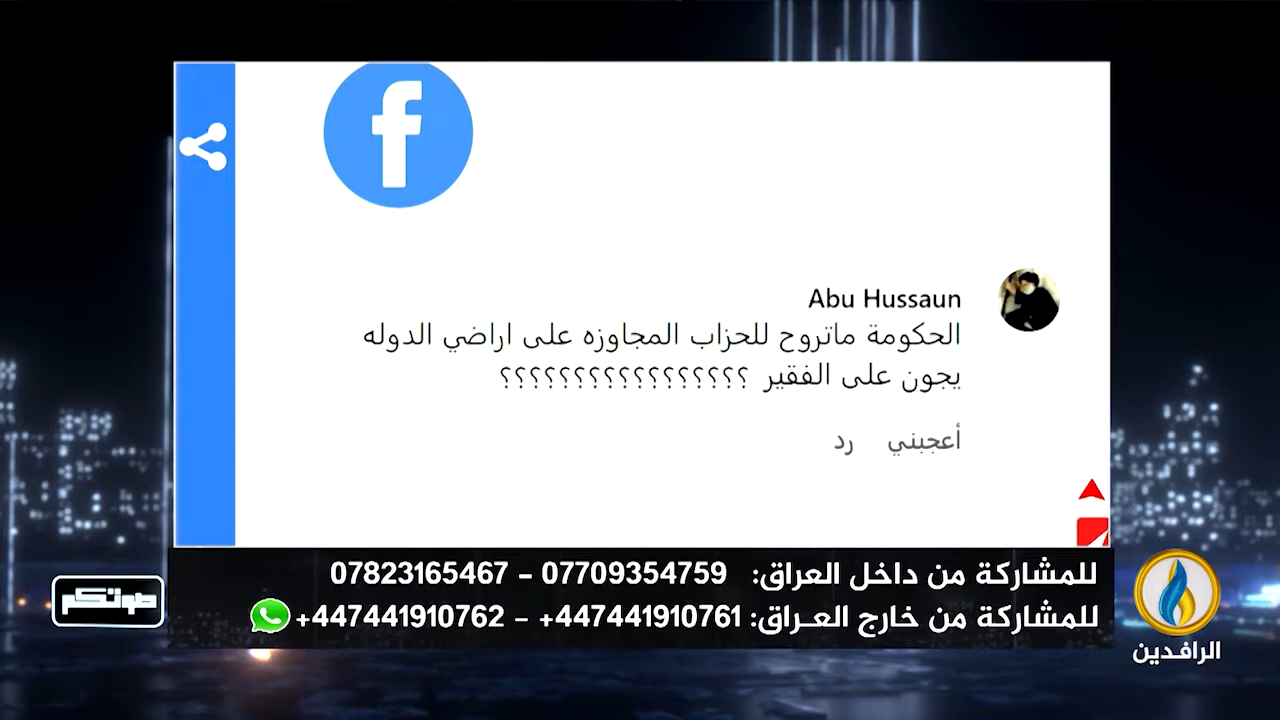 f
Abu Hussaun
الحكومة ماتروح للحزاب المجاوزه على اراضي الدوله
يجون على الفقير ؟؟؟؟؟؟؟؟؟؟؟؟؟؟؟؟؟
أعجبني رد
للمشاركة من داخل العراق: 07709354759 - 07823165467
للمشاركة من خارج العـراق: 447441910761+ - 447441910762+
صوتكم
الرافدين